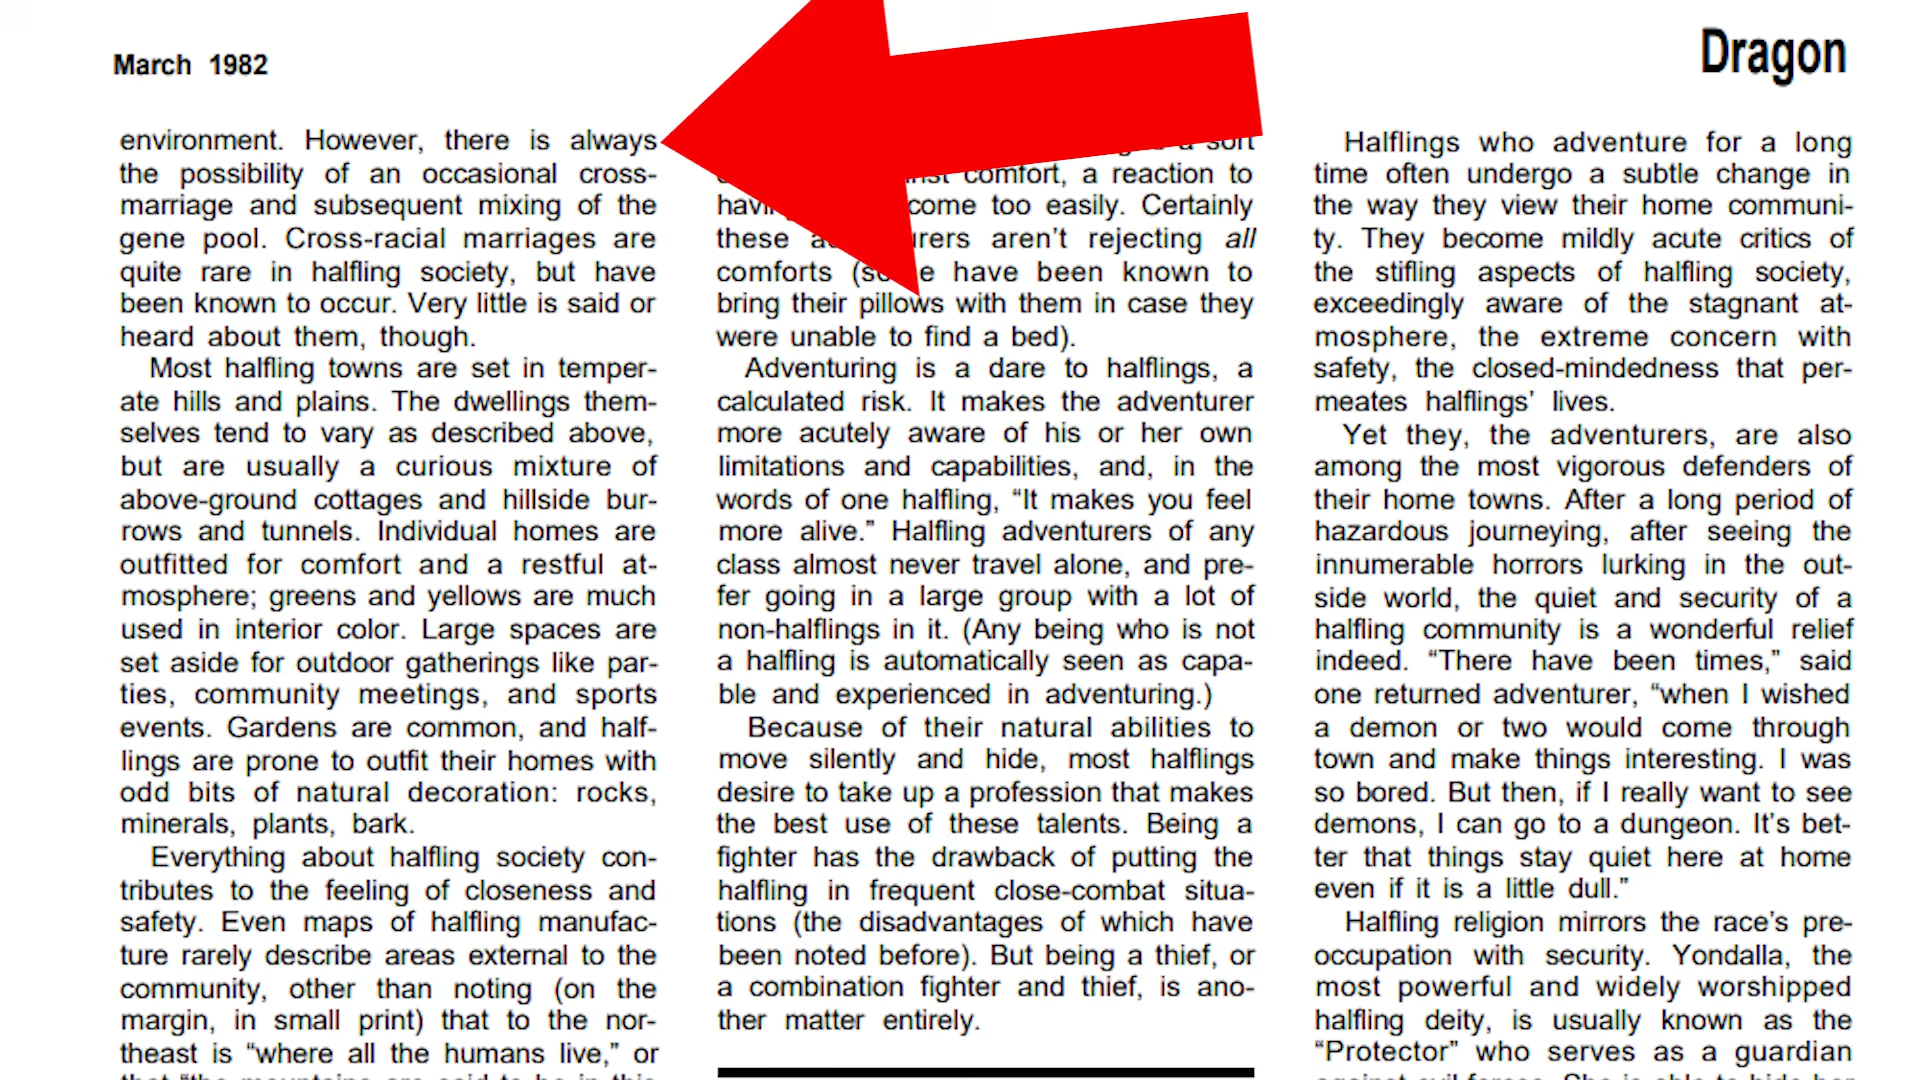 March 1982
Dragon
environment. However, there is always
the possibility of an occasional cross-
marriage and subsequent mixing of the
gene pool. Cross-racial marriages are
quite rare in halfling society, but have
been known to occur. Very little is said or
heard about them, though.
Most halfling towns are set in temper-
ate hills and plains. The dwellings them-
selves tend to vary as described above,
but are usually a curious mixture of
above-ground cottages and hillside bur-
rows and tunnels. Individual homes are
outfitted for comfort and a restful at-
mosphere; greens and yellows are much
used in interior color. Large spaces are
set aside for outdoor gatherings like par-
ties, community meetings, and sports
events. Gardens are common, and half-
lings are prone to outfit their homes with
odd bits of natural decoration: rocks,
minerals, plants, bark.
Everything about halfling society con-
tributes to the feeling of closeness and
safety. Even maps of halfling manufac-
ture rarely describe areas external to the
community, other than noting (on the
margin, in small print) that to the nor-
theast is “where all the humans live,” or
a sort
comfort, a reaction to
come too easily. Certainly
these aren’t rejecting all
comforts have been known to
bring their pillows with them in case they
were unable to find a bed).
Adventuring is a dare to halflings, a
calculated risk. It makes the adventurer
more acutely aware of his or her own
limitations and capabilities, and, in the
words of one halfling, “It makes you feel
more alive.” Halfling adventurers of any
class almost never travel alone, and pre-
fer going in a large group with a lot of
non-halflings in it. (Any being who is not
a halfling is automatically seen as capa-
ble and experienced in adventuring.)
Because of their natural abilities to
move silently and hide, most halflings
desire to take up a profession that makes
the best use of these talents. Being a
fighter has the drawback of putting the
halfling in frequent close-combat situa-
tions (the disadvantages of which have
been noted before). But being a thief, or
a combination fighter and thief, is ano-
ther matter entirely.
Halflings who adventure for a long
time often undergo a subtle change in
the way they view their home communi-
ty. They become mildly acute critics of
the stifling aspects of halfling society,
exceedingly aware of the stagnant at-
mosphere, the extreme concern with
safety, the closed-mindedness that per-
meates halflings’ lives.
Yet they, the adventurers, are also
among the most vigorous defenders of
their home towns. After a long period of
hazardous journeying, after seeing the
innumerable horrors lurking in the out-
side world, the quiet and security of a
halfling community is a wonderful relief
indeed. “There have been times,” said
one returned adventurer, “when I wished
a demon or two would come through
town and make things interesting. I was
so bored. But then, if I really want to see
demons, I can go to a dungeon. It’s bet-
ter that things stay quiet here at home
even if it is a little dull.”
Halfling religion mirrors the race’s pre-
occupation with security. Yondalla, the
most powerful and widely worshipped
halfling deity, is usually known as the
“Protector” who serves as a guardian